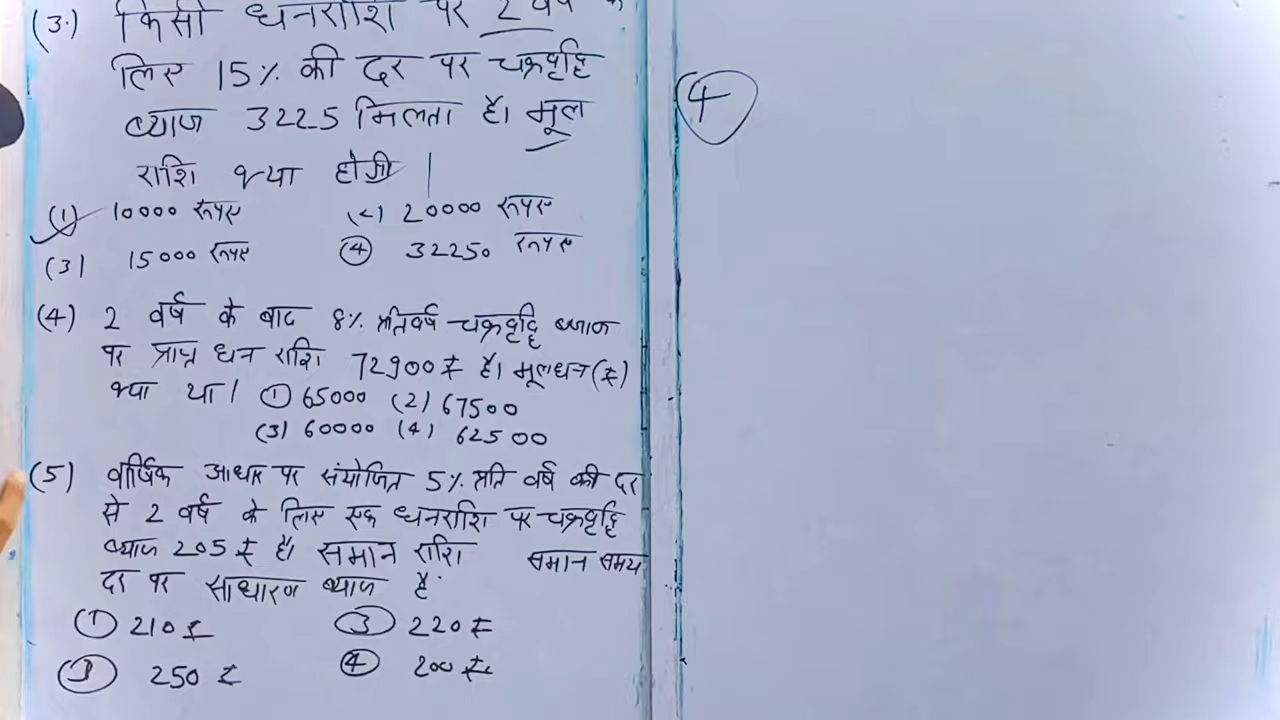 (3.) किसी धनराशि पर 2 वर्ष के
लिए 15% की दर पर चक्रवृद्धि
ब्याज 3225 मिलता है। मूल
राशि क्या होगी |
(1) 10000 रूपए (2) 20000 रूपए
(3) 15000 रूपए (4) 32250 रूपए
(4) 2 वर्ष के बाद 8% प्रतिवर्ष चक्रवृद्धि ब्याज
पर प्राप्त धन राशि 72900 ₹ है। मूलधन (₹)
क्या था। (1) 65000 (2) 67500
(3) 60000 (4) 62500
(5) वार्षिक आधार पर संयोजित 5% प्रति वर्ष की दर
से 2 वर्ष के लिए एक धनराशि पर चक्रवृद्धि
ब्याज 205 ₹ है। समान राशि समान समय
दर पर साधारण ब्याज है.
(1) 210 ₹ (3) 220 ₹
(3) 250 ₹ (4) 200 ₹
(4